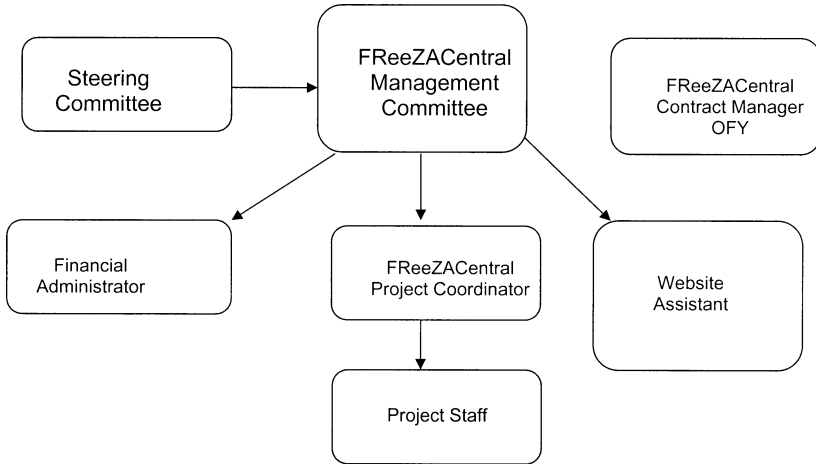 Steering
Committee
FReeZACentral
Management
Committee
FReeZACentral
Contract Manager
OFY
Financial
Administrator
FReeZACentral
Project Coordinator
Website
Assistant
Project Staff